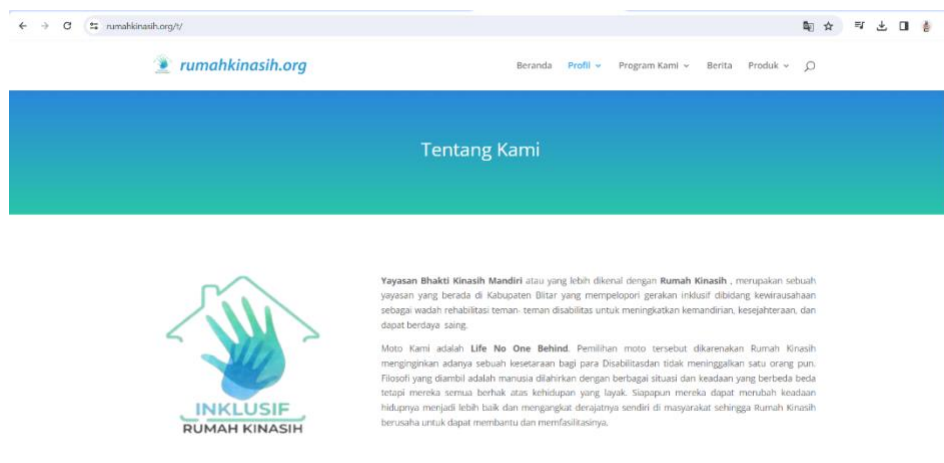 rumahkinasih.org/t/
rumahkinasih.org
Beranda Profil Program Kami Berita Produk
Tentang Kami
Yayasan Bhakti Kinasih Mandiri atau yang lebih dikenal dengan Rumah Kinasih , merupakan sebuah
yayasan yang berada di Kabupaten Blitar yang mempelopori gerakan inklusif dibidang kewirausahaan
sebagai wadah rehabilitasi teman- teman disabilitas untuk meningkatkan kemandirian, kesejahteraan, dan
dapat berdaya saing.
Moto Kami adalah Life No One Behind. Pemilihan moto tersebut dikarenakan Rumah Kinasih
menginginkan adanya sebuah kesetaraan bagi para Disabilitasdan tidak meninggalkan satu orang pun.
Filosofi yang diambil adalah manusia dilahirkan dengan berbagai situasi dan keadaan yang berbeda beda
tetapi mereka semua berhak atas kehidupan yang layak. Siapapun mereka dapat merubah keadaan
hidupnya menjadi lebih baik dan mengangkat derajatnya sendiri di masyarakat sehingga Rumah Kinasih
berusaha untuk dapat membantu dan memfasilitasinya.
INKLUSIF
RUMAH KINASIH